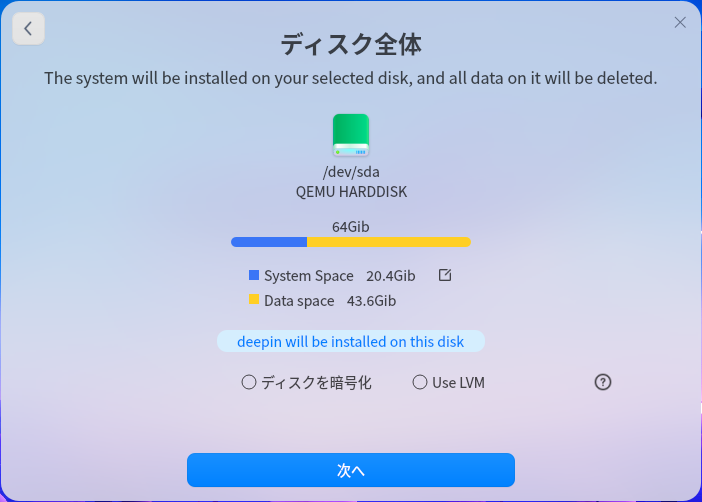 ディスク全体
The system will be installed on your selected disk, and all data on it will be deleted.
/dev/sda
QEMU HARDDISK
64Gib
System Space 20.4Gib
Data space 43.6Gib
deepin will be installed on this disk
ディスクを暗号化 Use LVM ?
次へ